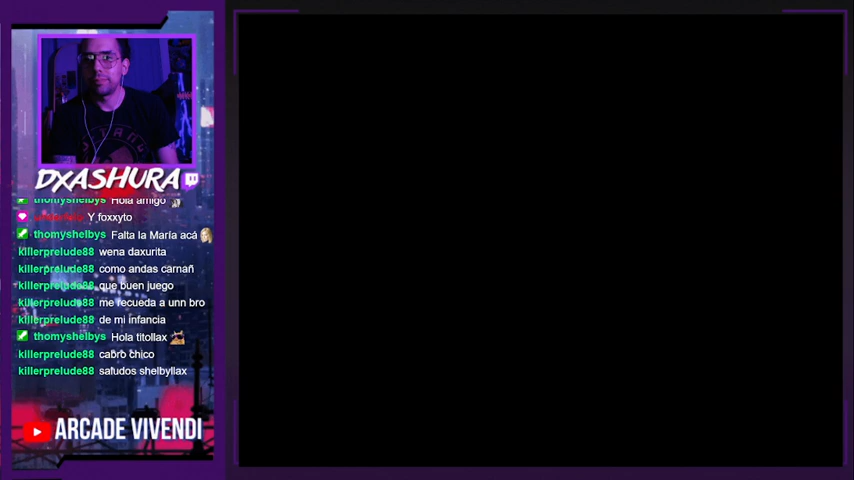 DXASHURA
thomyshelbys Hola amigo
Y foxxyto
thomyshelbys Falta la María acá
killerprelude88 wena daxurita
killerprelude88 como andas carnañ
killerprelude88 que buen juego
killerprelude88 me recueda a unn bro
killerprelude88 de mi infancia
thomyshelbys Hola titollax
killerprelude88 cabro chico
killerprelude88 safudos shelbyllax
ARCADE VIVENDI